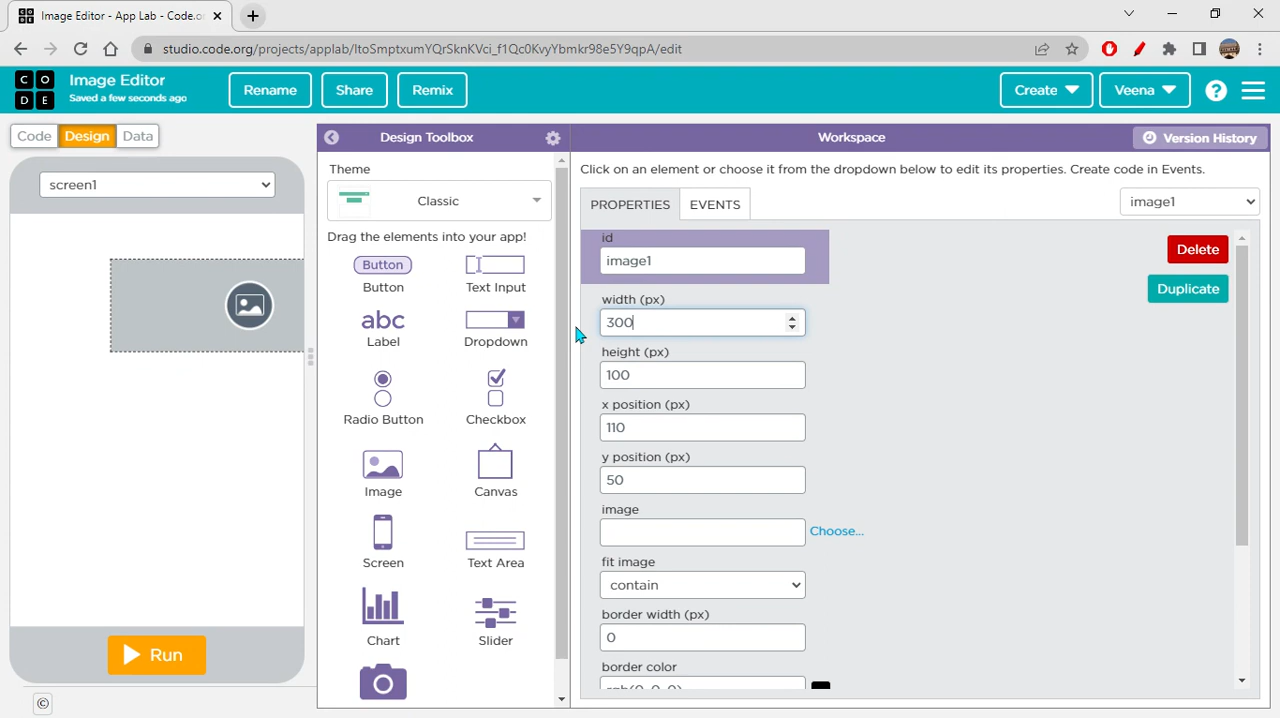 Image Editor - App Lab - Code.o
studio.code.org/projects/applab/ltoSmptxumYQrSknKVci_f1Qc0KvyYbmkr98e5Y9qpA/edit
C O D E
Image Editor
Saved a few seconds ago
Rename
Share
Remix
Create
Veena
?
Code
Design
Data
Design Toolbox
Workspace
Version History
screen1
Theme
Classic
Drag the elements into your app!
Button
Button
Text Input
abc
Label
Dropdown
Radio Button
Checkbox
Image
Canvas
Screen
Text Area
Chart
Slider
Run
©
Click on an element or choose it from the dropdown below to edit its properties. Create code in Events.
PROPERTIES
EVENTS
image1
id
image1
Delete
Duplicate
width (px)
300
height (px)
100
x position (px)
110
y position (px)
50
image
Choose...
fit image
contain
border width (px)
0
border color
rgb(0, 0, 0)